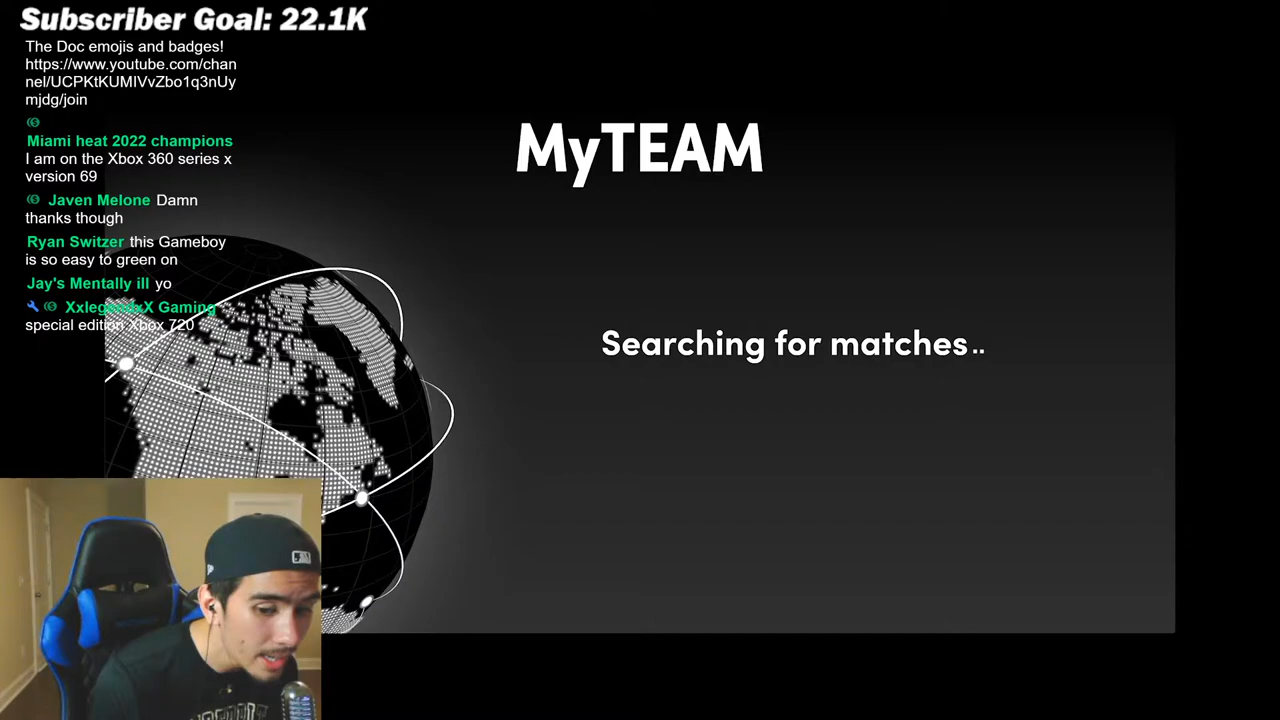 Subscriber Goal: 22.1K
The Doc emojis and badges!
https://www.youtube.com/chan
nel/UCPKtKUMIVvZbo1q3nUy
mjdg/join
Miami heat 2022 champions
I am on the Xbox 360 series x
version 69
Javen Melone Damn
thanks though
Ryan Switzer this Gameboy
is so easy to green on
Jay's Mentally ill yo
XxlegendxX Gaming
special edition Xbox 720
MyTEAM
Searching for matches..